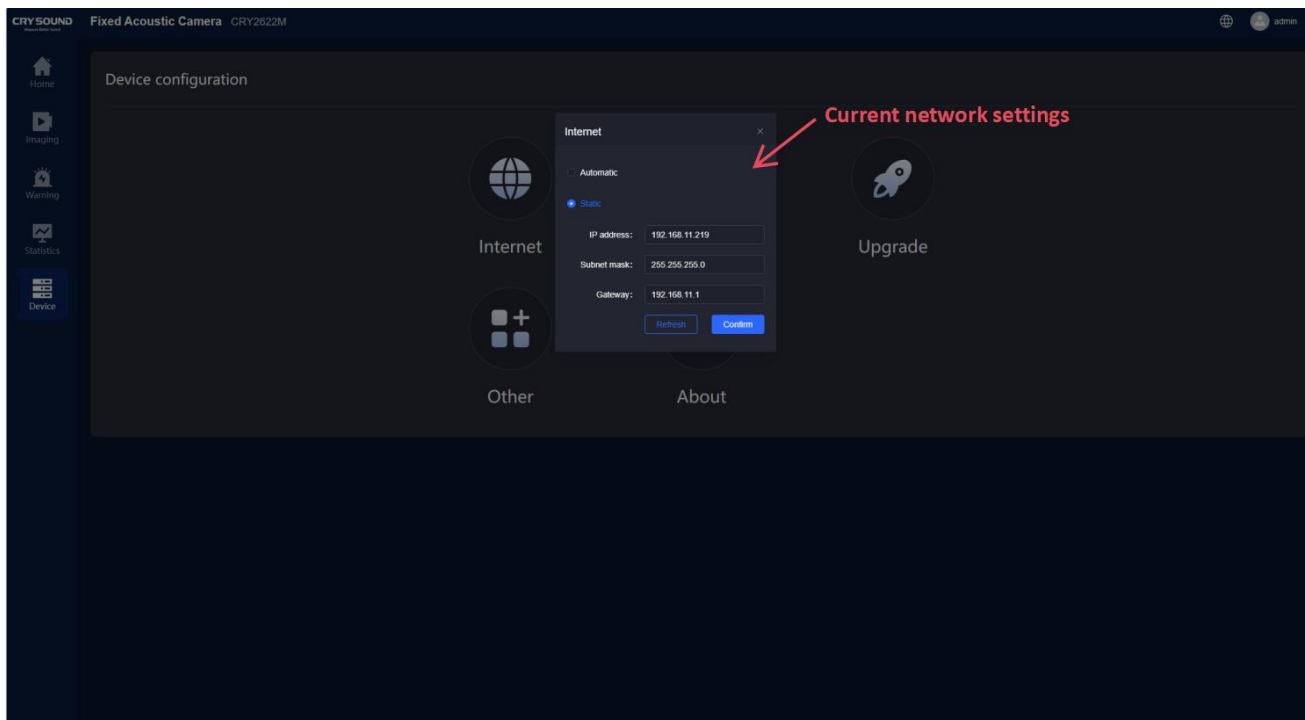 CRYSOUND Fixed Acoustic Camera CRY2622M admin
Home
Device configuration
Current network settings
Internet
Imaging
Automatic
Warning
Static
IP address: 192.168.11.219
Internet
Upgrade
Statistics
Subnet mask: 255.255.255.0
Gateway: 192.168.11.1
Device
Refresh Confirm
Other
About